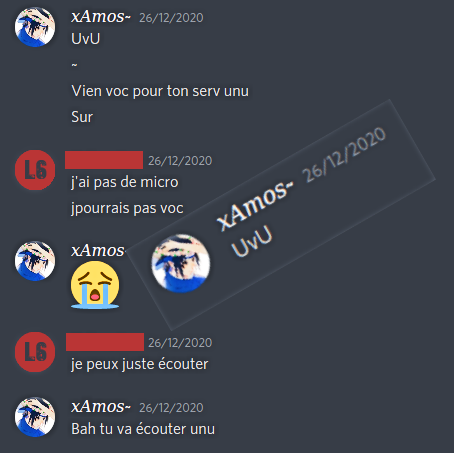 xAmos~ 26/12/2020
UvU
~
Vien voc pour ton serv unu
Sur
L6 26/12/2020
j'ai pas de micro
jpourrais pas voc
xAmos
xAmos~ 26/12/2020
UvU
L6 26/12/2020
je peux juste écouter
xAmos~ 26/12/2020
Bah tu va écouter unu